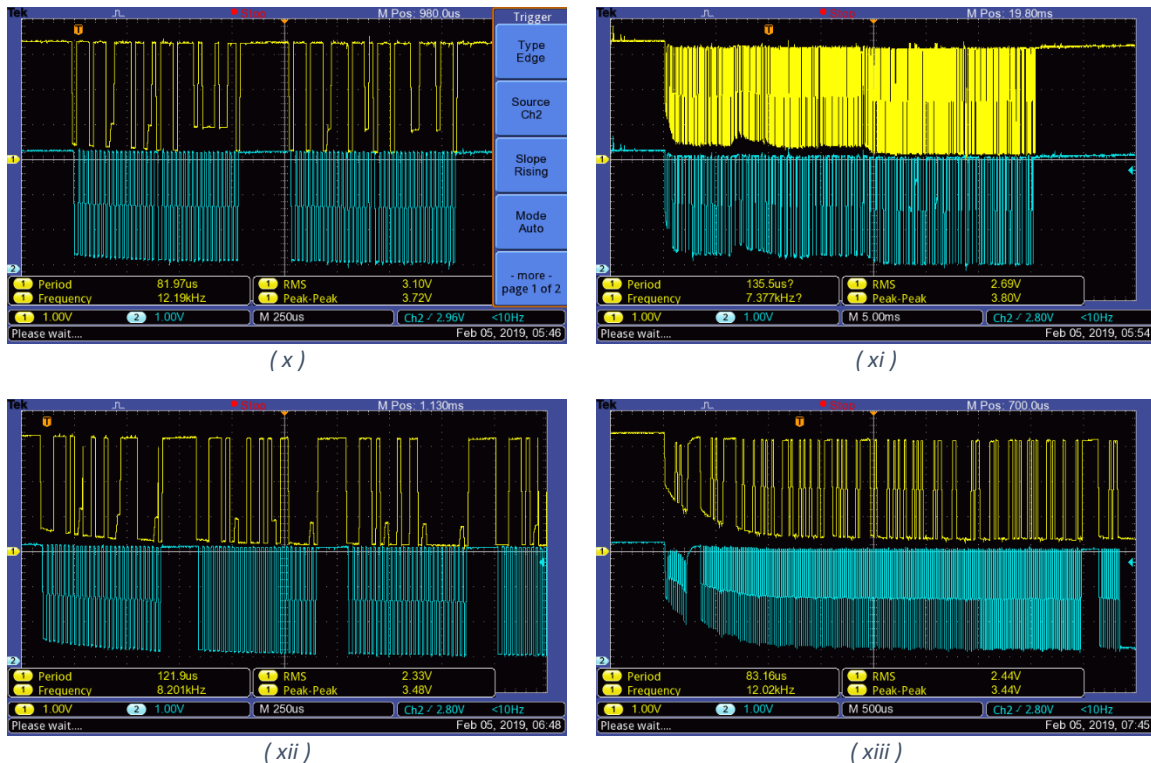 Tek Stop M Pos: 980.0us
T
Trigger
Type
Edge
Source
Ch2
Slope
Rising
Mode
Auto
- more -
page 1 of 2
1
2
1 Period 81.97us
1 Frequency 12.19kHz
1 RMS 3.10V
1 Peak-Peak 3.72V
1 1.00V 2 1.00V M 250us Ch2 / 2.96V <10Hz
Please wait.... Feb 05, 2019, 05:46
( x )
Tek Stop M Pos: 19.80ms
T
1
2
1 Period 135.5us?
1 Frequency 7.377kHz?
1 RMS 2.69V
1 Peak-Peak 3.80V
1 1.00V 2 1.00V M 5.00ms Ch2 / 2.80V <10Hz
Please wait.... Feb 05, 2019, 05:54
( xi )
Tek Stop M Pos: 1.130ms
T
1
2
1 Period 121.9us
1 Frequency 8.201kHz
1 RMS 2.33V
1 Peak-Peak 3.48V
1 1.00V 2 1.00V M 250us Ch2 / 2.80V <10Hz
Please wait.... Feb 05, 2019, 06:48
( xii )
Tek Stop M Pos: 700.0us
T
1
2
1 Period 83.16us
1 Frequency 12.02kHz
1 RMS 2.44V
1 Peak-Peak 3.44V
1 1.00V 2 1.00V M 500us Ch2 / 2.80V <10Hz
Please wait.... Feb 05, 2019, 07:45
( xiii )